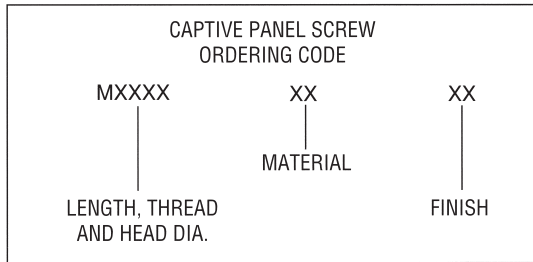 CAPTIVE PANEL SCREW
ORDERING CODE
MXXXX XX XX
MATERIAL
LENGTH, THREAD
AND HEAD DIA.
FINISH